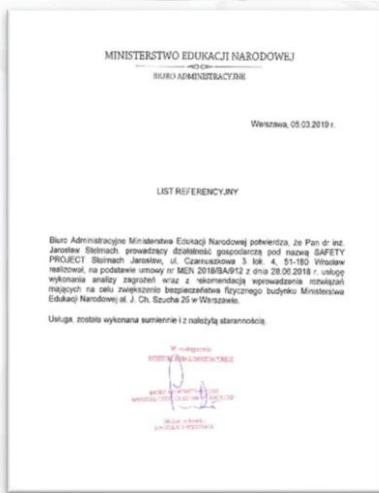 MINISTERSTWO EDUKACJI NARODOWEJ
BIURO ADMINISTRACYJNE
Warszawa, 05.03.2019 r.
LIST REFERENCYJNY
Biuro Administracyjne Ministerstwa Edukacji Narodowej potwierdza, że Pan dr inż.
Jarosław Stelmach, prowadzący działalność gospodarczą pod nazwą SAFETY
PROJECT Stelmach Jarosław, ul. Czarnuszkowa 3 lok. 4, 51-180 Wrocław
realizował, na podstawie umowy nr MEN 2018/BA/912 z dnia 28.06.2018 r. usługę
wykonania analizy zagrożeń wraz z rekomendacją wprowadzenia rozwiązań
mających na celu zwiększenie bezpieczeństwa fizycznego budynku Ministerstwa
Edukacji Narodowej al. J. Ch. Szucha 25 w Warszawie.
Usługa została wykonana sumiennie i z należytą starannością.